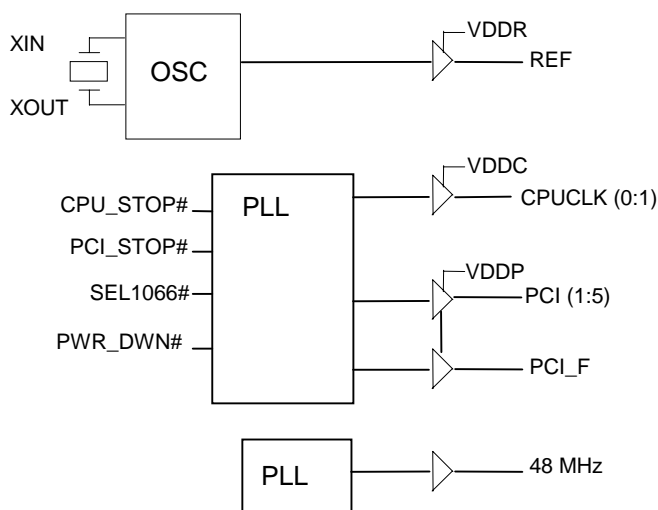 XIN
XOUT
OSC
VDDR
REF
CPU_STOP#
PCI_STOP#
SEL1066#
PWR_DWN#
PLL
VDDC
CPUCLK (0:1)
VDDP
PCI (1:5)
PCI_F
PLL
48 MHz